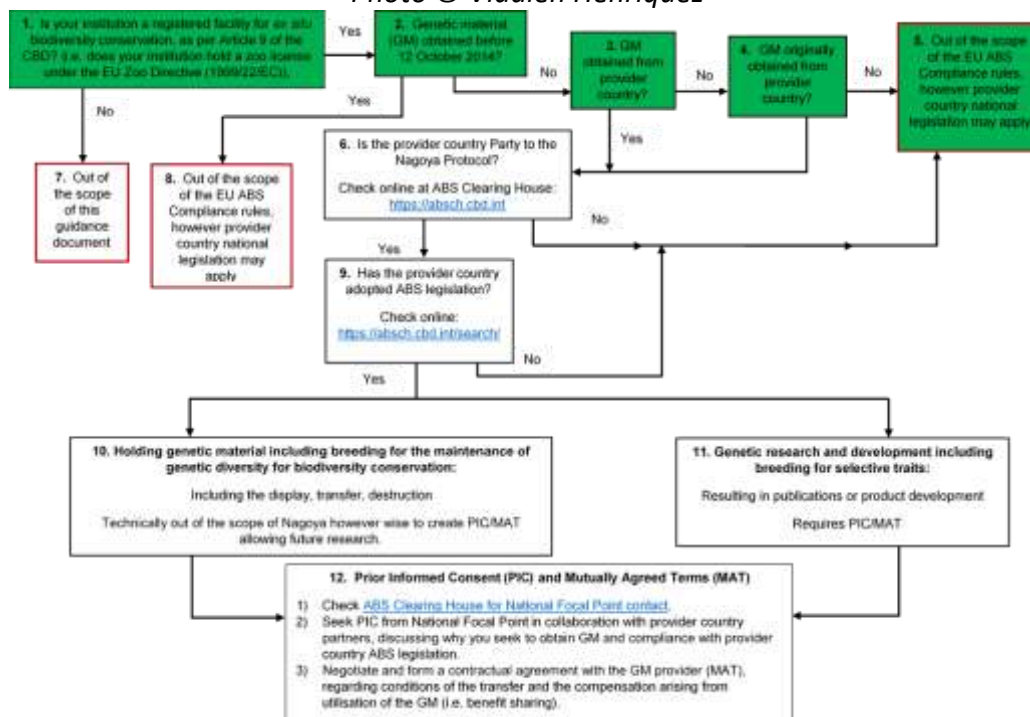 Photo © Viadien Henriquez
1. Is your institution a registered facility for ex situ
biodiversity conservation, as per Article 9 of the
CBD? (i.e. does your institution hold a zoo license
under the EU Zoo Directive (1999/22/EC)).
Yes
2. Genetic material
(GM) obtained before
12 October 2014?
No
3. GM
obtained from
provider
country?
No
4. GM originally
obtained from
provider
country?
No
5. Out of the scope
of the EU ABS
Compliance rules,
however provider
country national
legislation may apply
No
Yes
Yes
6. Is the provider country Party to the
Nagoya Protocol?
Check online at ABS Clearing House:
https://absch.cbd.int
No
7. Out of
the scope
of this
guidance
document
8. Out of the scope
of the EU ABS
Compliance rules,
however provider
country national
legislation may
apply
Yes
9. Has the provider country
adopted ABS legislation?
Check online:
https://absch.cbd.int/search/
No
Yes
10. Holding genetic material including breeding for the maintenance of
genetic diversity for biodiversity conservation:
Including the display, transfer, destruction
Technically out of the scope of Nagoya however wise to create PIC/MAT
allowing future research.
11. Genetic research and development including
breeding for selective traits:
Resulting in publications or product development
Requires PIC/MAT
12. Prior Informed Consent (PIC) and Mutually Agreed Terms (MAT)
1) Check ABS Clearing House for National Focal Point contact.
2) Seek PIC from National Focal Point in collaboration with provider country
partners, discussing why you seek to obtain GM and compliance with provider
country ABS legislation.
3) Negotiate and form a contractual agreement with the GM provider (MAT),
regarding conditions of the transfer and the compensation arising from
utilisation of the GM (i.e. benefit sharing).